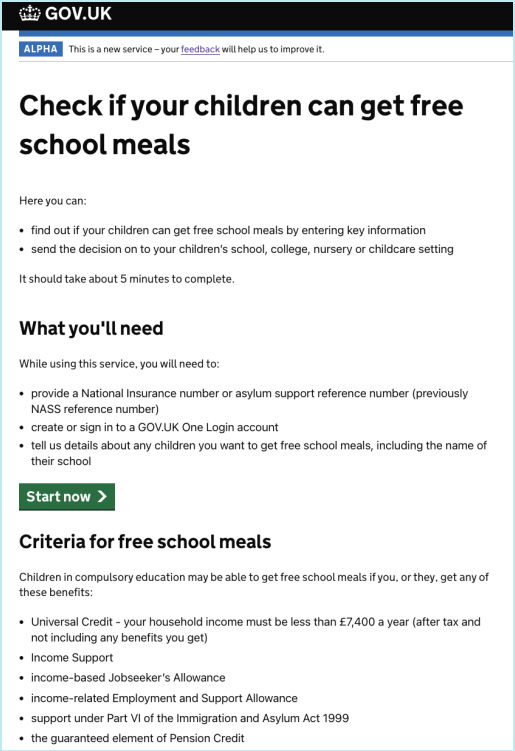 GOV.UK
ALPHA This is a new service – your feedback will help us to improve it.
Check if your children can get free
school meals
Here you can:
• find out if your children can get free school meals by entering key information
• send the decision on to your children's school, college, nursery or childcare setting
It should take about 5 minutes to complete.
What you'll need
While using this service, you will need to:
• provide a National Insurance number or asylum support reference number (previously
NASS reference number)
• create or sign in to a GOV.UK One Login account
• tell us details about any children you want to get free school meals, including the name of
their school
Start now
Criteria for free school meals
Children in compulsory education may be able to get free school meals if you, or they, get any of
these benefits:
• Universal Credit - your household income must be less than £7,400 a year (after tax and
not including any benefits you get)
• Income Support
• income-based Jobseeker's Allowance
• income-related Employment and Support Allowance
• support under Part VI of the Immigration and Asylum Act 1999
• the guaranteed element of Pension Credit